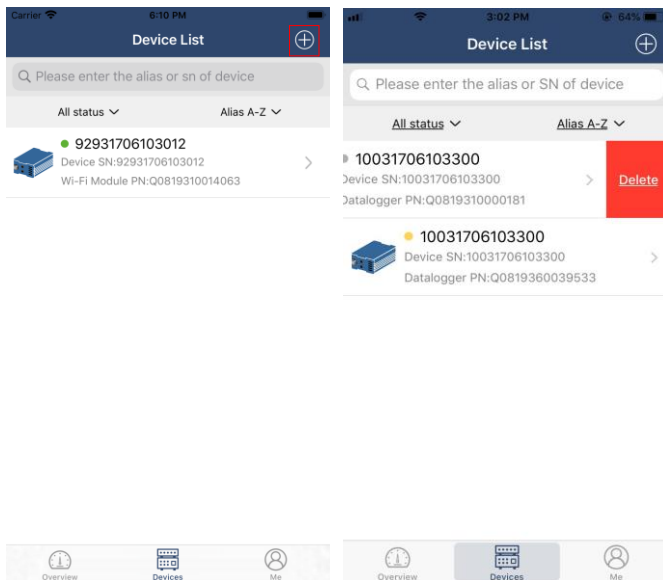 Carrier 6:10 PM
Device List
Please enter the alias or sn of device
All status Alias A-Z
92931706103012
Device SN:92931706103012
Wi-Fi Module PN:Q0819310014063
Overview Devices Me
3:02 PM 64%
Device List
Please enter the alias or SN of device
All status Alias A-Z
10031706103300
Device SN:10031706103300
Datalogger PN:Q0819310000181
Delete
10031706103300
Device SN:10031706103300
Datalogger PN:Q0819360039533
Overview Devices Me